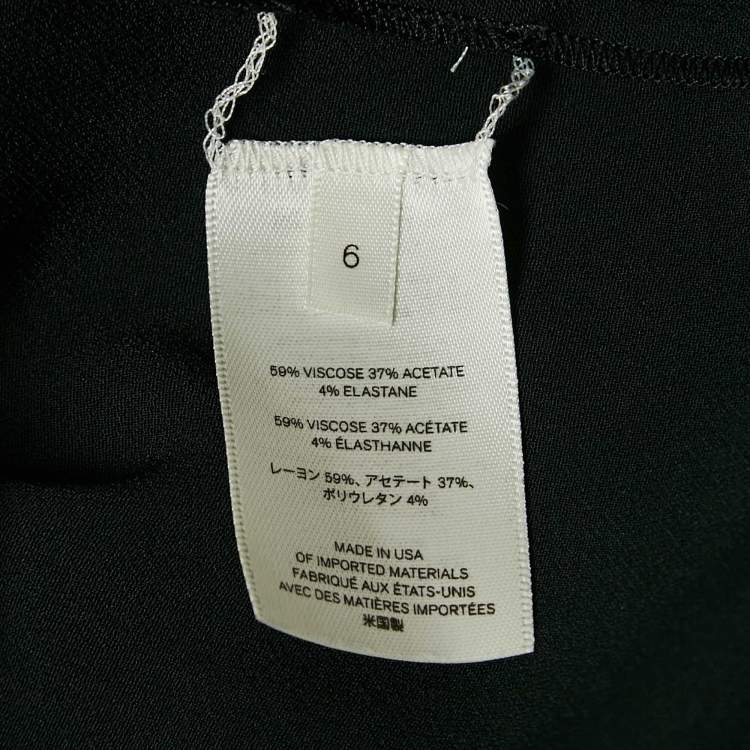 6
59% VISCOSE 37% ACETATE
4% ELASTANE
59% VISCOSE 37% ACÉTATE
4% ÉLASTHANNE
レーヨン 59%、アセテート 37%、
ポリウレタン 4%
MADE IN USA
OF IMPORTED MATERIALS
FABRIQUÉ AUX ÉTATS-UNIS
AVEC DES MATIÈRES IMPORTÉES
米国製